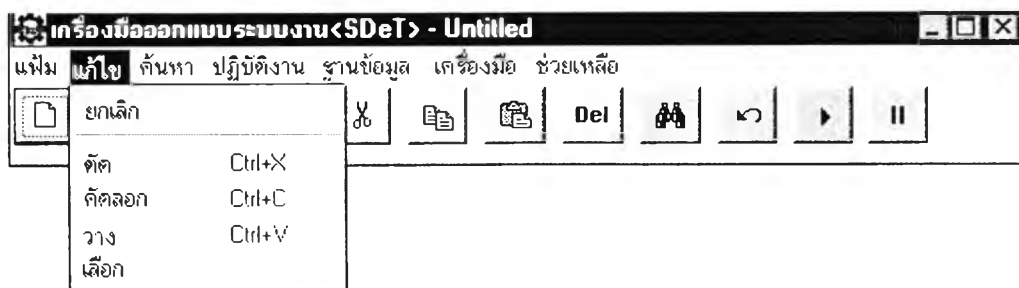 เครื่องมือออกแบบระบบงาน<SDeT> - Untitled
แฟ้ม แก้ไข ค้นหา ปฏิบัติงาน ฐานข้อมูล เครื่องมือ ช่วยเหลือ
Del
ยกเลิก
ตัด Ctrl+X
คัดลอก Ctrl+C
วาง Ctrl+V
เลือก